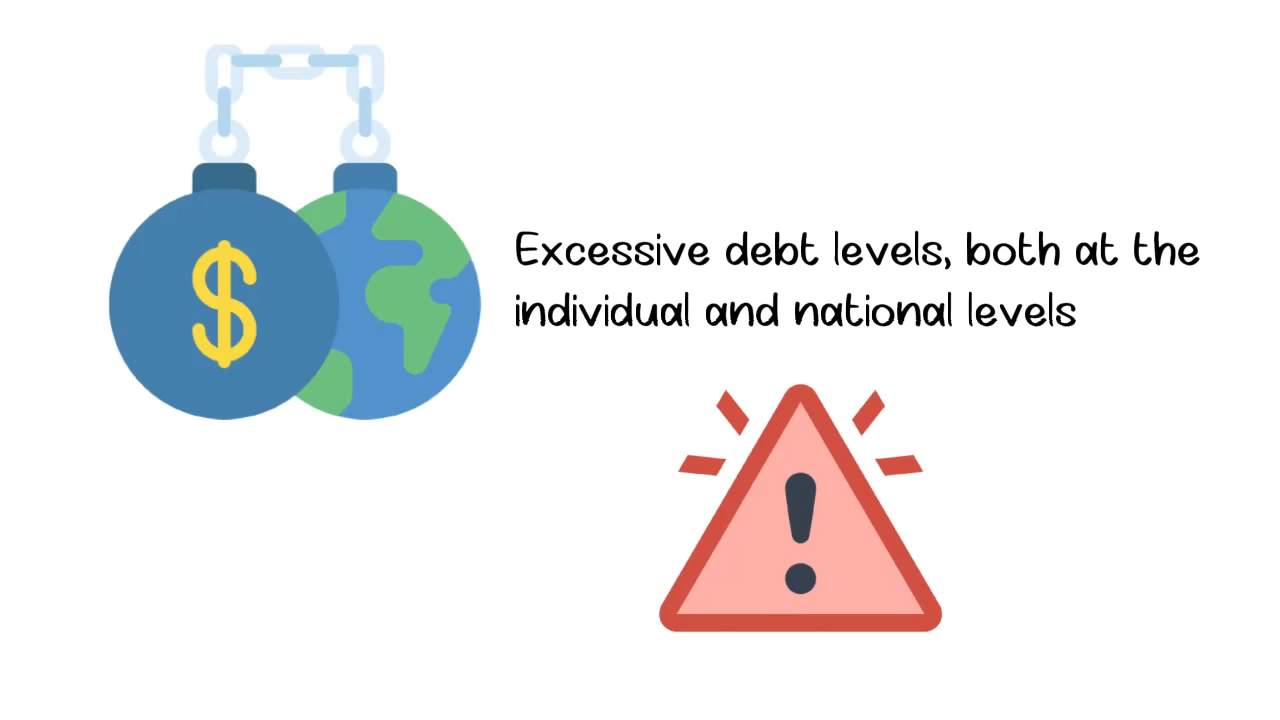 $
Excessive debt levels, both at the
individual and national levels
!